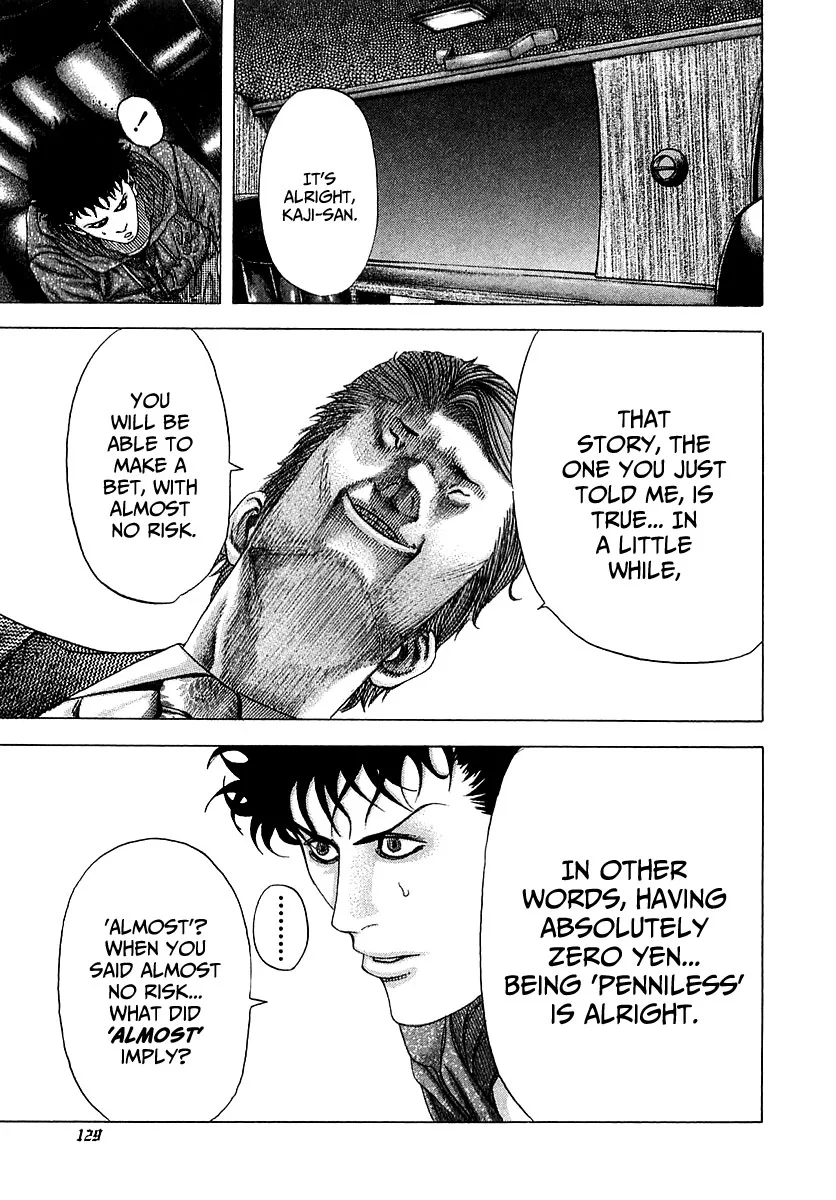 IT'S
ALRIGHT,
KAJI-SAN.
!
THAT
STORY, THE
ONE YOU JUST
TOLD ME, IS
TRUE... IN
A LITTLE
WHILE,
YOU
WILL BE
ABLE TO
MAKE A
BET, WITH
ALMOST
NO RISK.
IN OTHER
WORDS, HAVING
ABSOLUTELY
ZERO YEN...
BEING 'PENNILESS'
IS ALRIGHT.
.........
'ALMOST'?
WHEN YOU
SAID ALMOST
NO RISK...
WHAT DID
'ALMOST'
IMPLY?
129